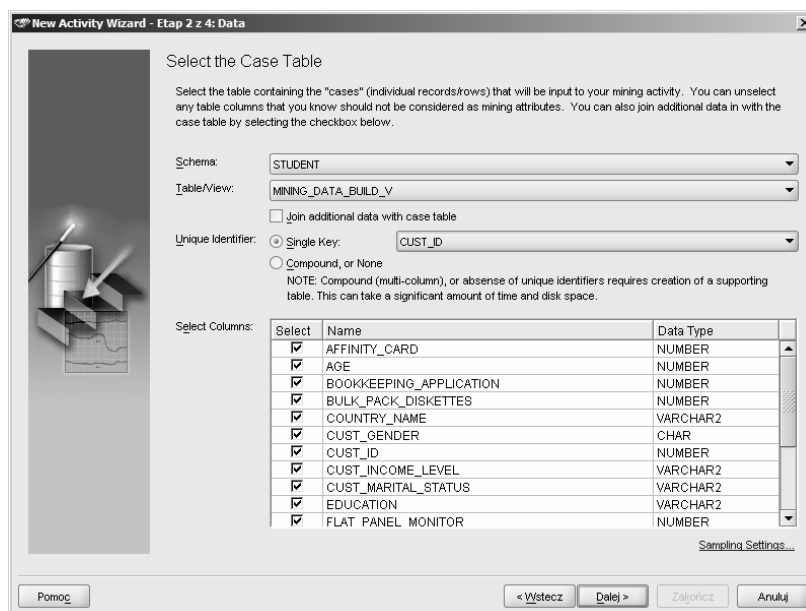 New Activity Wizard - Etap 2 z 4: Data
Select the Case Table
Select the table containing the "cases" (individual records/rows) that will be input to your mining activity. You can unselect
any table columns that you know should not be considered as mining attributes. You can also join additional data in with the
case table by selecting the checkbox below.
Schema: STUDENT
Table/View: MINING_DATA_BUILD_V
Join additional data with case table
Unique Identifier: Single Key: CUST_ID
Compound, or None
NOTE: Compound (multi-column), or absence of unique identifiers requires creation of a supporting
table. This can take a significant amount of time and disk space.
Select Columns: Select Name Data Type
AFFINITY_CARD NUMBER
AGE NUMBER
BOOKKEEPING_APPLICATION NUMBER
BULK_PACK_DISKETTES NUMBER
COUNTRY_NAME VARCHAR2
CUST_GENDER CHAR
CUST_ID NUMBER
CUST_INCOME_LEVEL VARCHAR2
CUST_MARITAL_STATUS VARCHAR2
EDUCATION VARCHAR2
FLAT_PANEL_MONITOR NUMBER
Sampling Settings...
Pomoc < Wstecz Dalej > Zakończ Anuluj